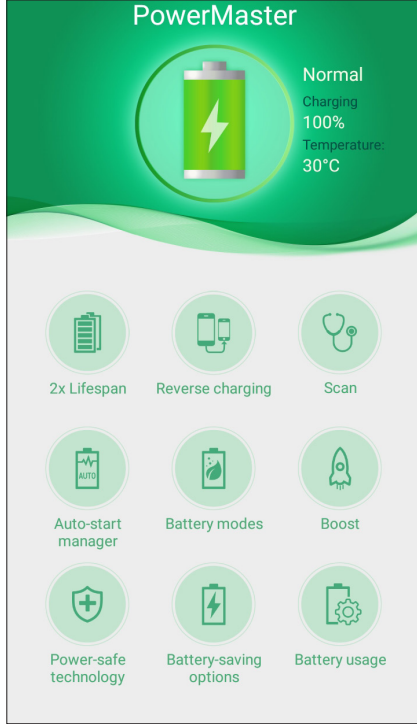 PowerMaster
Normal
Charging
100%
Temperature:
30°C
2x Lifespan
Reverse charging
Scan
AUTO
Auto-start
manager
Battery modes
Boost
Power-safe
technology
Battery-saving
options
Battery usage